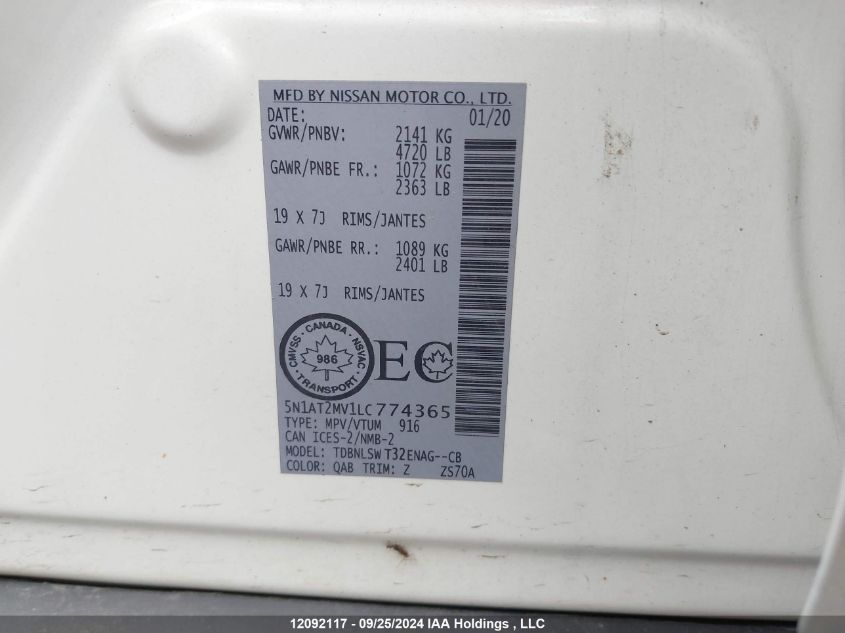 MFD BY NISSAN MOTOR CO., LTD.
DATE: 01/20
GVWR/PNBV: 2141 KG
4720 LB
GAWR/PNBE FR.: 1072 KG
2363 LB
19 X 7J RIMS/JANTES
GAWR/PNBE RR.: 1089 KG
2401 LB
19 X 7J RIMS/JANTES
CMVSS · CANADA · NSVAC
986
TRANSPORT
EC
5N1AT2MV1LC774365
TYPE: MPV/VTUM 916
CAN ICES-2/NMB-2
MODEL: TDBNLSW T32ENAG--CB
COLOR: QAB TRIM: Z ZS70A
12092117 - 09/25/2024 IAA Holdings , LLC